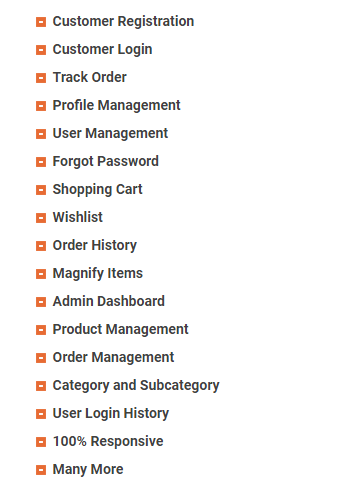 Customer Registration
Customer Login
Track Order
Profile Management
User Management
Forgot Password
Shopping Cart
Wishlist
Order History
Magnify Items
Admin Dashboard
Product Management
Order Management
Category and Subcategory
User Login History
100% Responsive
Many More